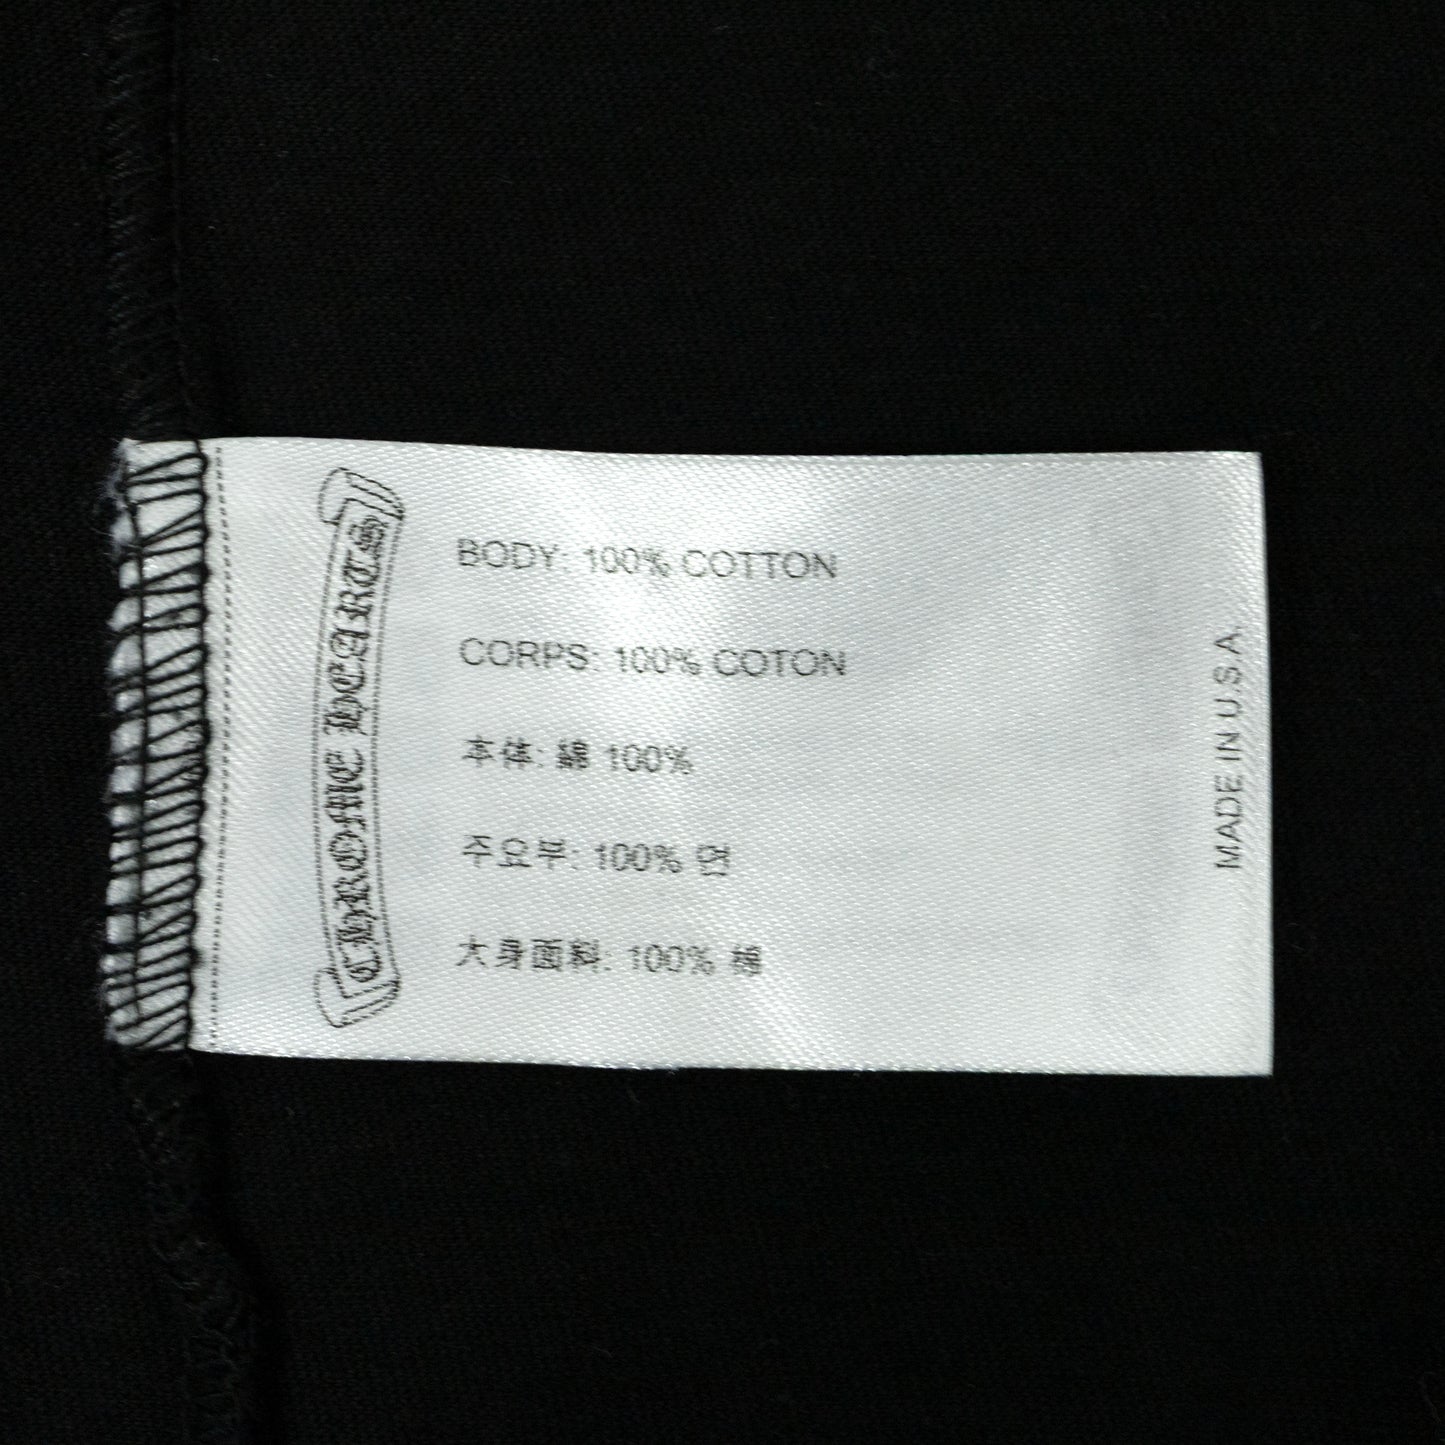 CHROME HEARTS
BODY: 100% COTTON
CORPS: 100% COTON
本体: 綿 100%
주요부: 100% 면
大身面料: 100% 棉
MADE IN U.S.A.